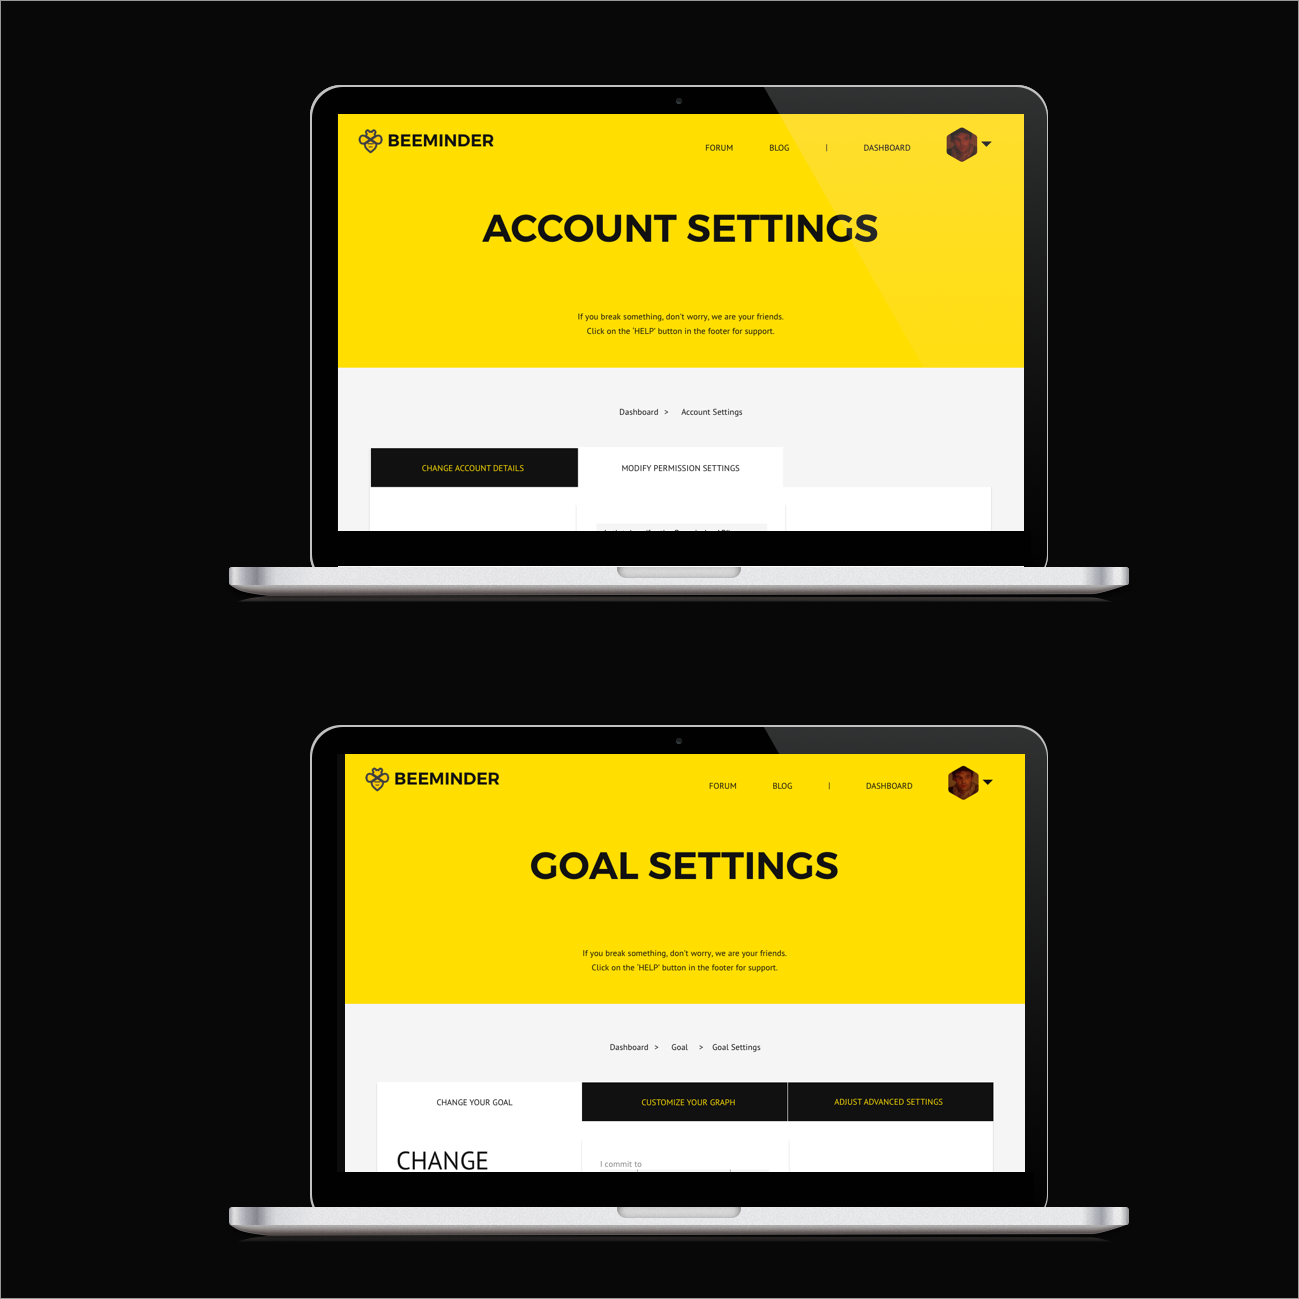 BEEMINDER
FORUM BLOG | DASHBOARD
ACCOUNT SETTINGS
If you break something, don't worry, we are your friends.
Click on the 'HELP' button in the footer for support.
Dashboard > Account Settings
CHANGE ACCOUNT DETAILS MODIFY PERMISSION SETTINGS
BEEMINDER
FORUM BLOG | DASHBOARD
GOAL SETTINGS
If you break something, don't worry, we are your friends.
Click on the 'HELP' button in the footer for support.
Dashboard > Goal > Goal Settings
CHANGE YOUR GOAL CUSTOMIZE YOUR GRAPH ADJUST ADVANCED SETTINGS
CHANGE
I commit to